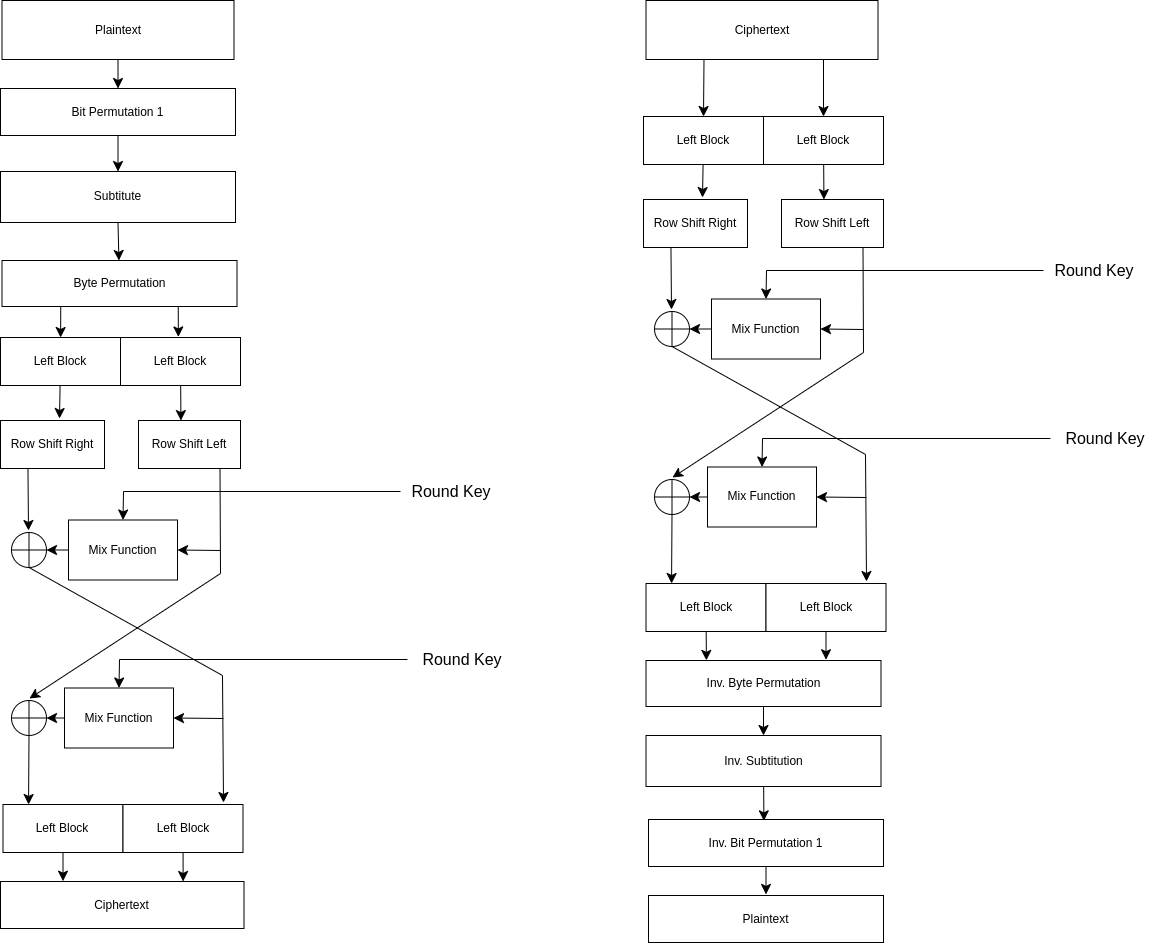 Plaintext
Bit Permutation 1
Subtitute
Byte Permutation
Left Block
Left Block
Row Shift Right
Row Shift Left
Round Key
Mix Function
Round Key
Mix Function
Left Block
Left Block
Ciphertext
Ciphertext
Left Block
Left Block
Row Shift Right
Row Shift Left
Round Key
Mix Function
Round Key
Mix Function
Left Block
Left Block
Inv. Byte Permutation
Inv. Subtitution
Inv. Bit Permutation 1
Plaintext